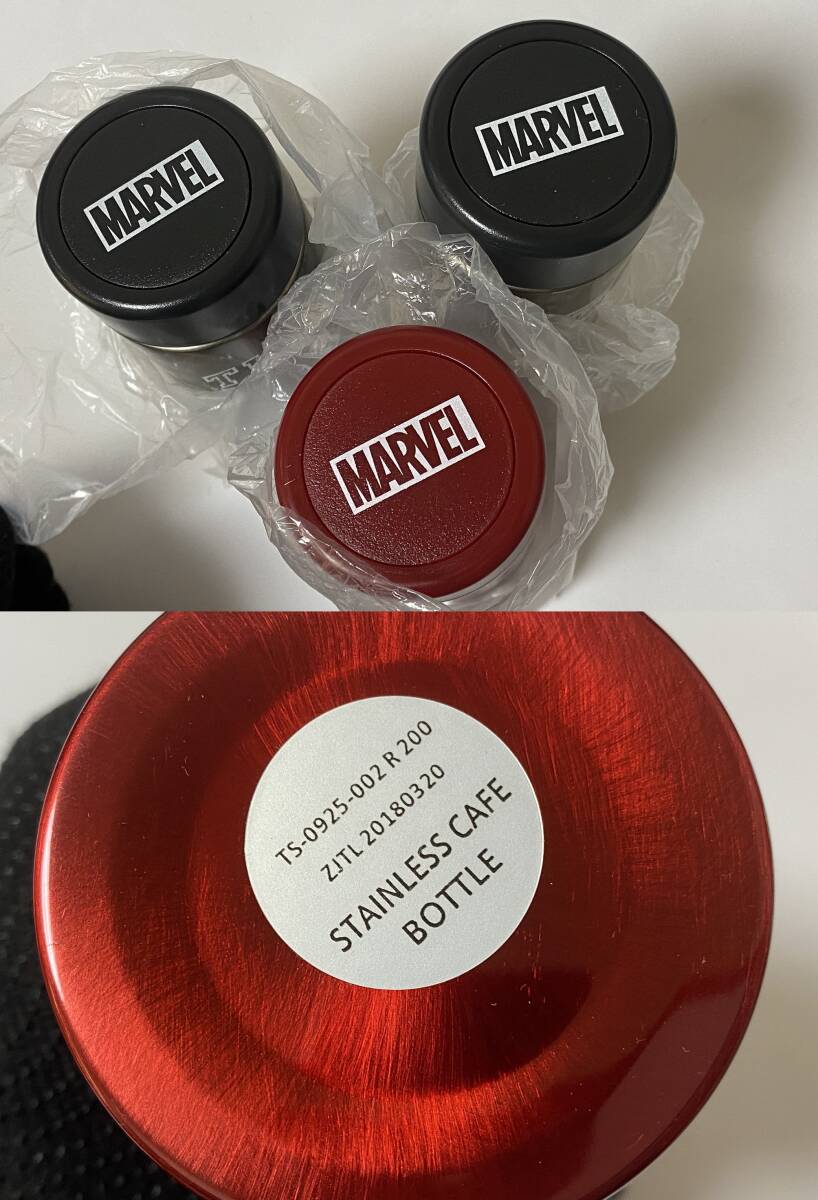 MARVEL
MARVEL
MARVEL
TS-0925-002 R 200
ZJTL 20180320
STAINLESS CAFE
BOTTLE